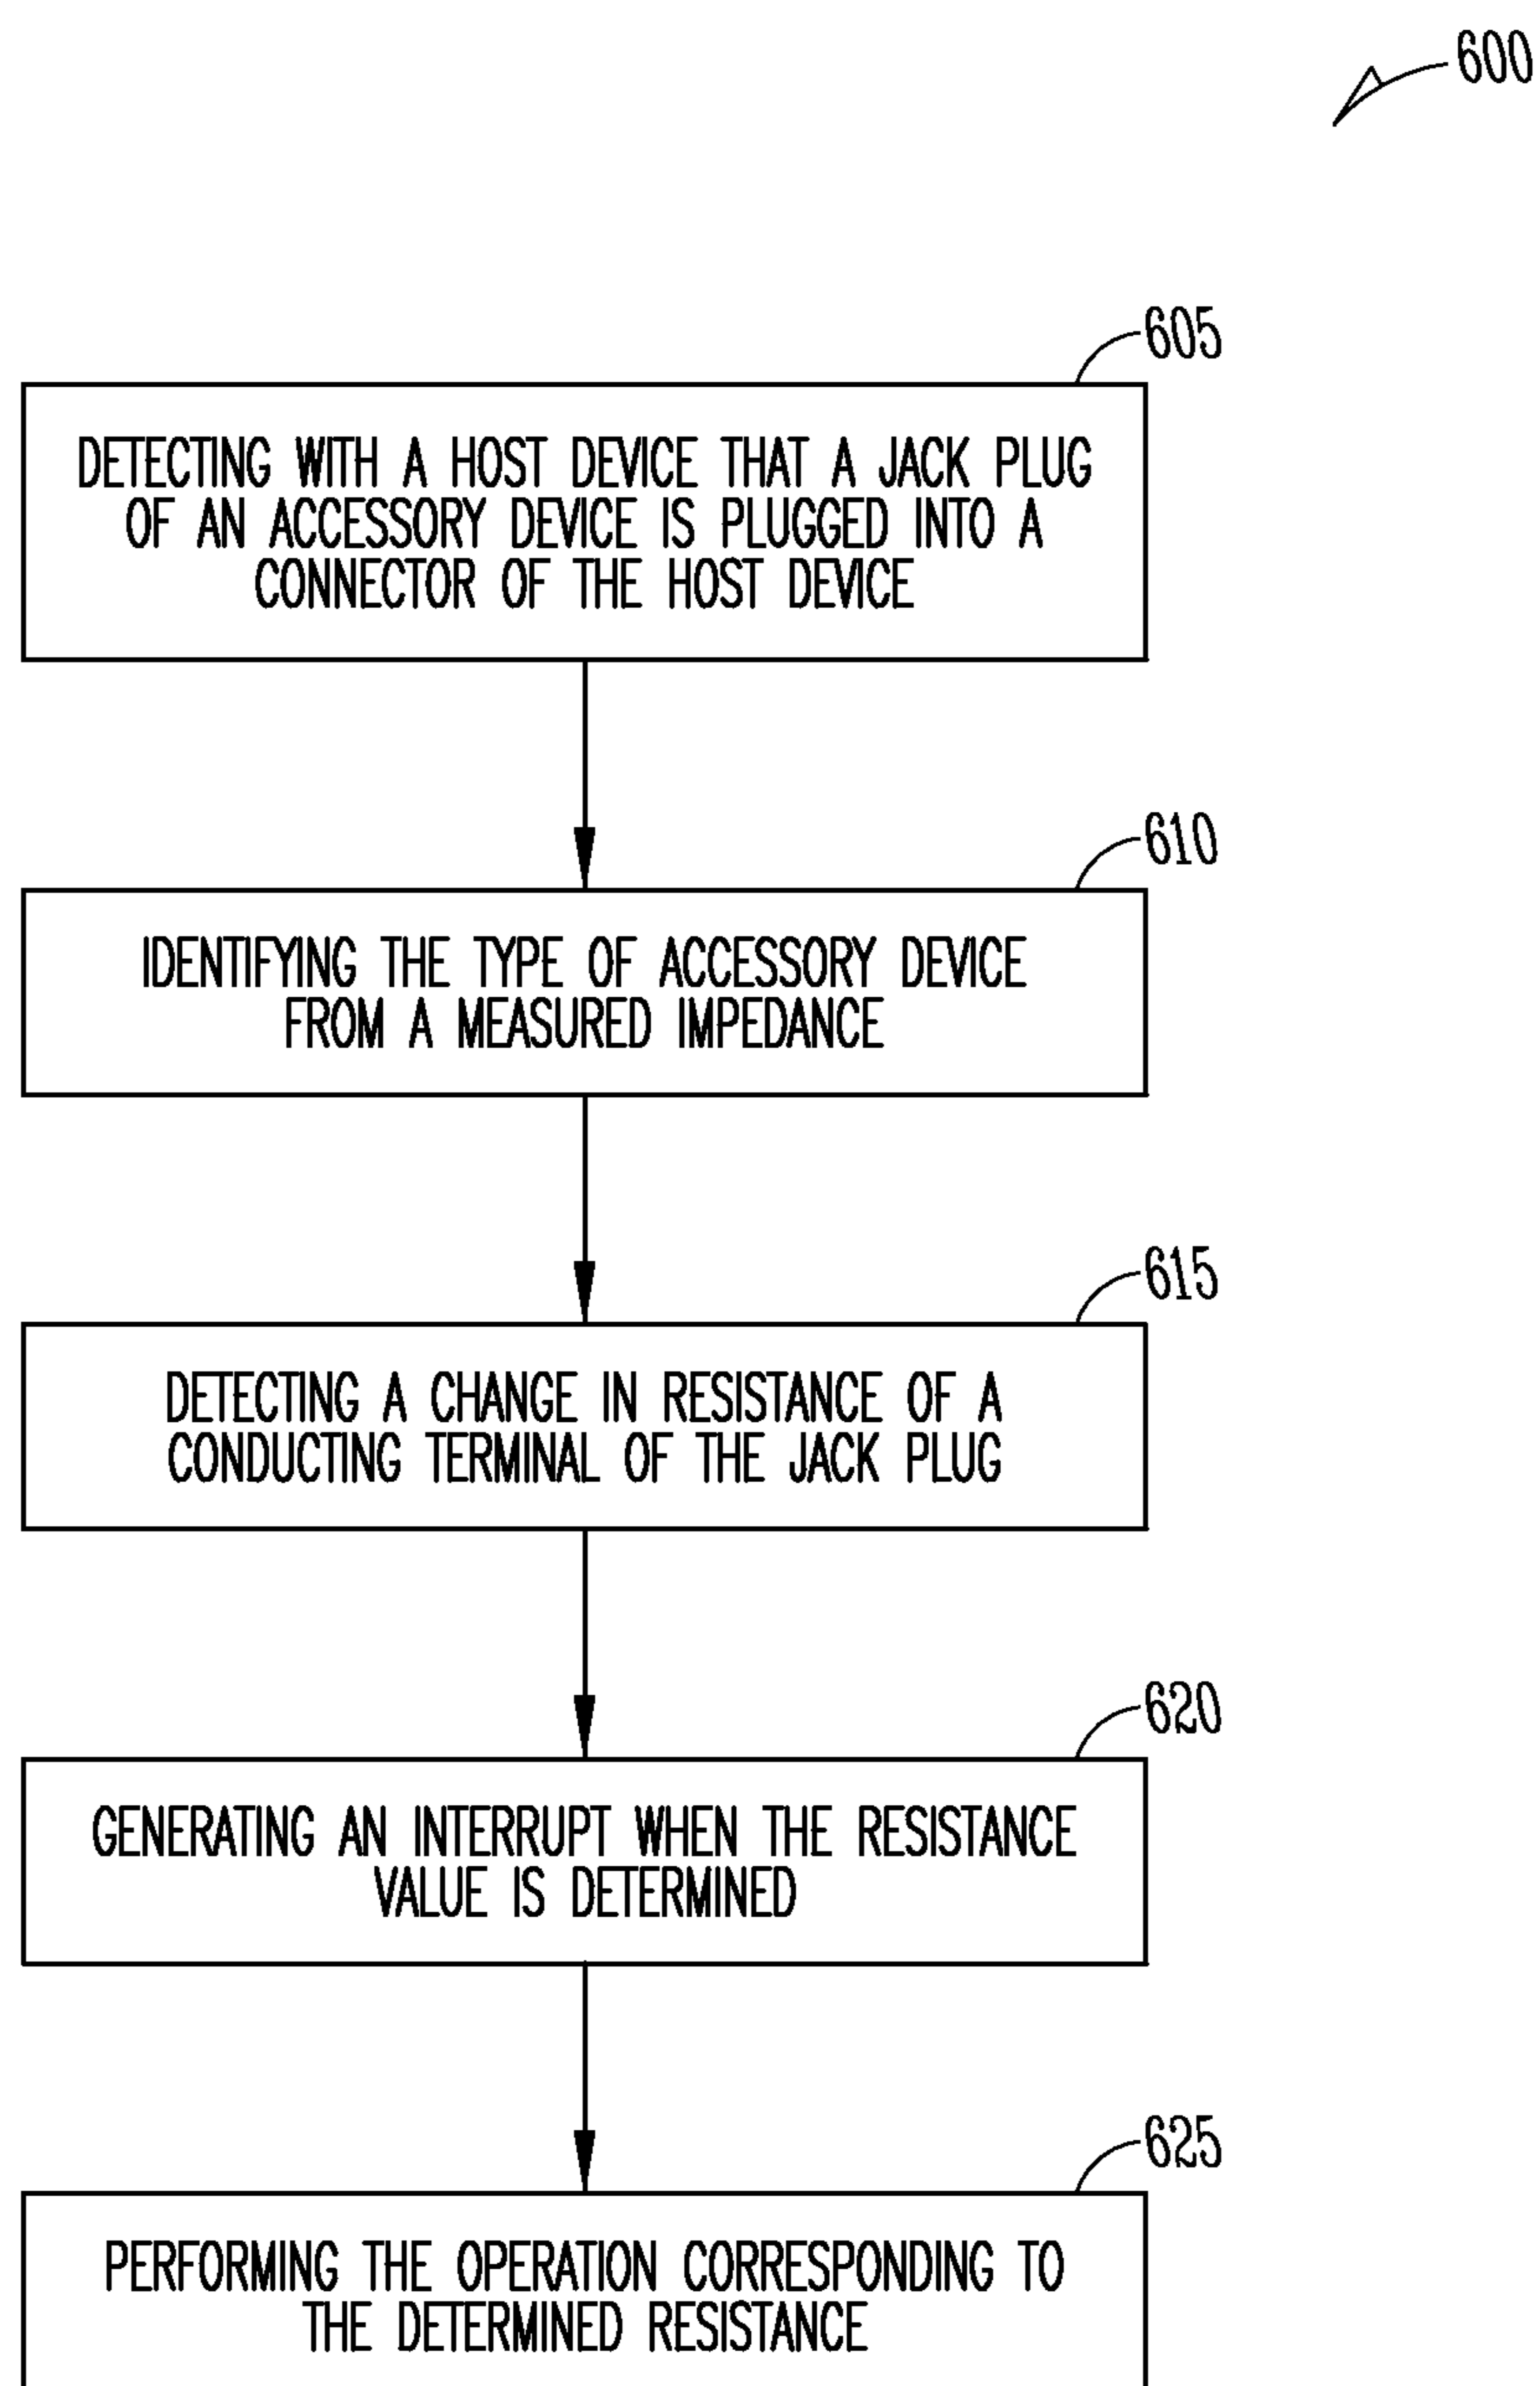 600
605
DETECTING WITH A HOST DEVICE THAT A JACK PLUG
OF AN ACCESSORY DEVICE IS PLUGGED INTO A
CONNECTOR OF THE HOST DEVICE
610
IDENTIFYING THE TYPE OF ACCESSORY DEVICE
FROM A MEASURED IMPEDANCE
615
DETECTING A CHANGE IN RESISTANCE OF A
CONDUCTING TERMINAL OF THE JACK PLUG
620
GENERATING AN INTERRUPT WHEN THE RESISTANCE
VALUE IS DETERMINED
625
PERFORMING THE OPERATION CORRESPONDING TO
THE DETERMINED RESISTANCE